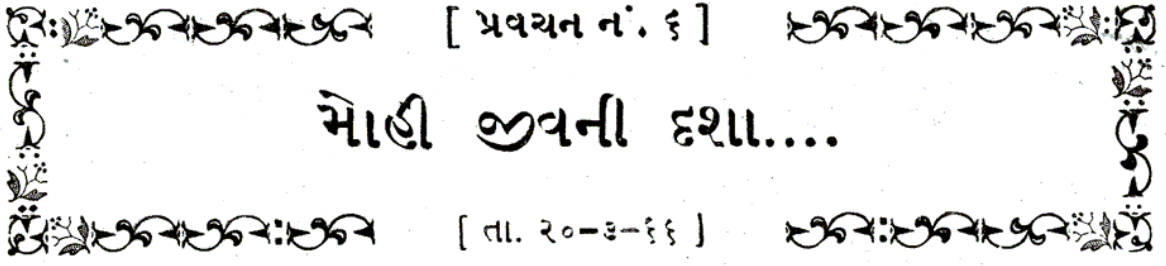 [ પ્રવચન નં. ૬ ]
મોહી જીવની દશા....
[ તા. ૨૦-૩-૬૬ ]